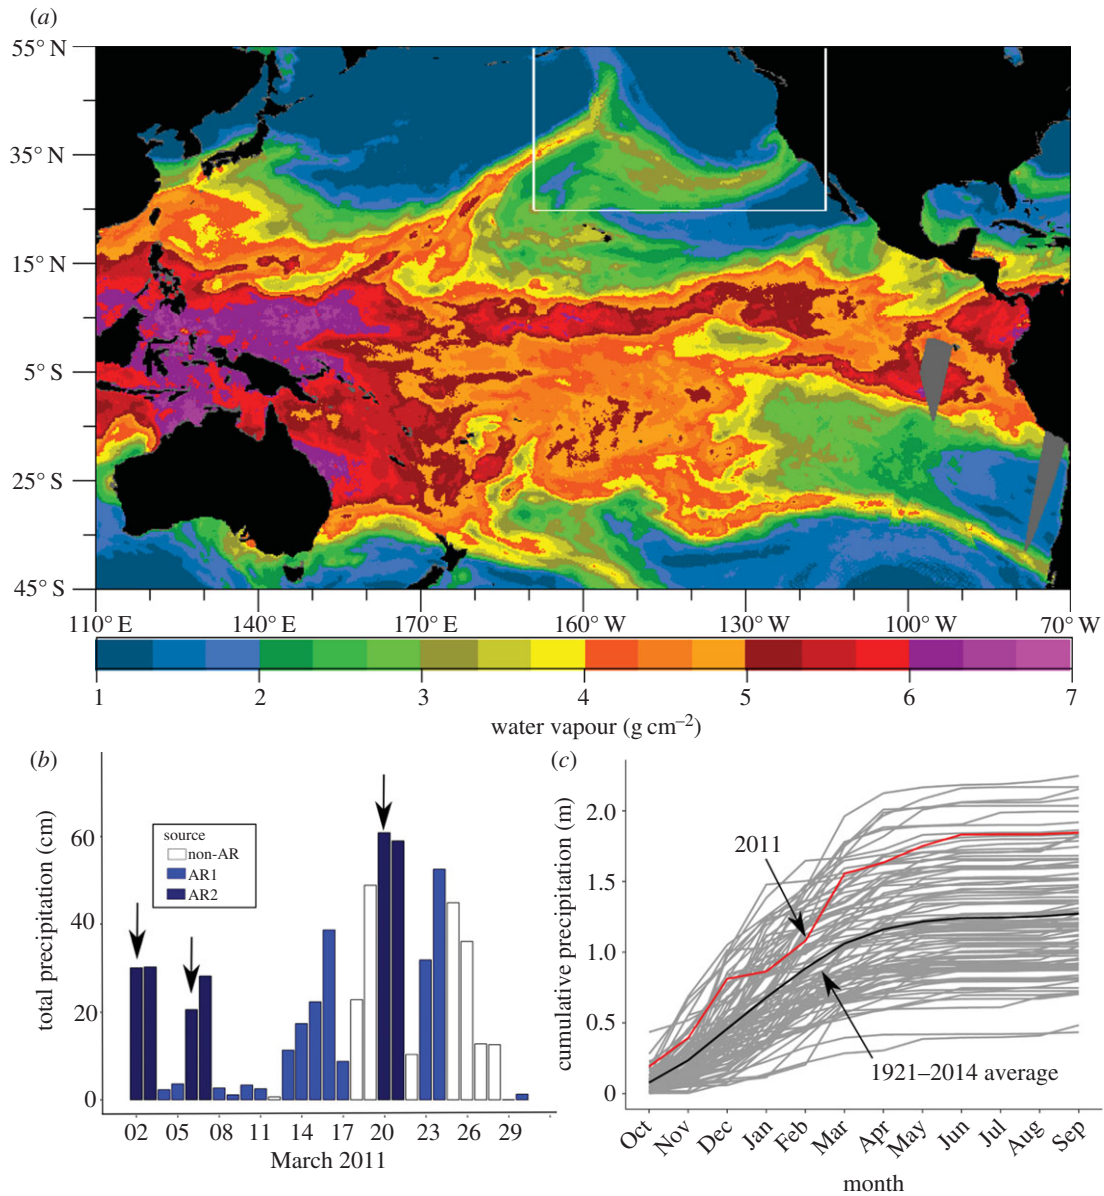 (a)
55° N
35° N
15° N
5° S
25° S
45° S
110° E 140° E 170° E 160° W 130° W 100° W 70° W
1 2 3 4 5 6 7
water vapour (g cm⁻²)
(b)
total precipitation (cm)
60
40
20
0
source
non-AR
AR1
AR2
02 05 08 11 14 17 20 23 26 29
March 2011
(c)
cumulative precipitation (m)
2.0
1.5
1.0
0.5
0
2011
1921–2014 average
Oct Nov Dec Jan Feb Mar Apr May Jun Jul Aug Sep
month